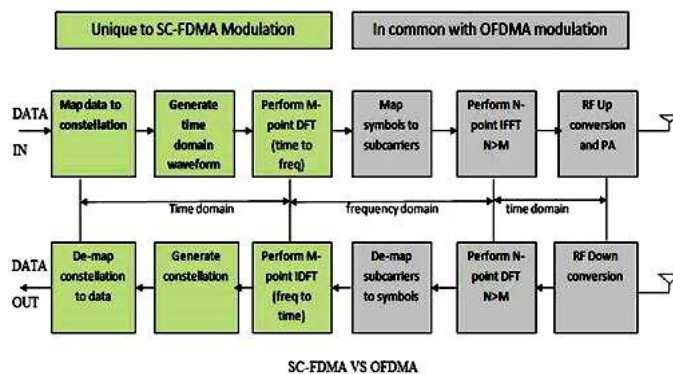 Unique to SC-FDMA Modulation
In common with OFDMA modulation
DATA
IN
Map data to
constellation
Generate
time
domain
waveform
Perform M-
point DFT
(time to
freq)
Map
symbols to
subcarriers
Perform N-
point IFFT
N>M
RF Up
conversion
and PA
Time domain
frequency domain
time domain
DATA
OUT
De-map
constellation
to data
Generate
constellation
Perform M-
point IDFT
(freq to
time)
De-map
subcarriers
to symbols
Perform N-
point DFT
N>M
RF Down
conversion
SC-FDMA VS OFDMA